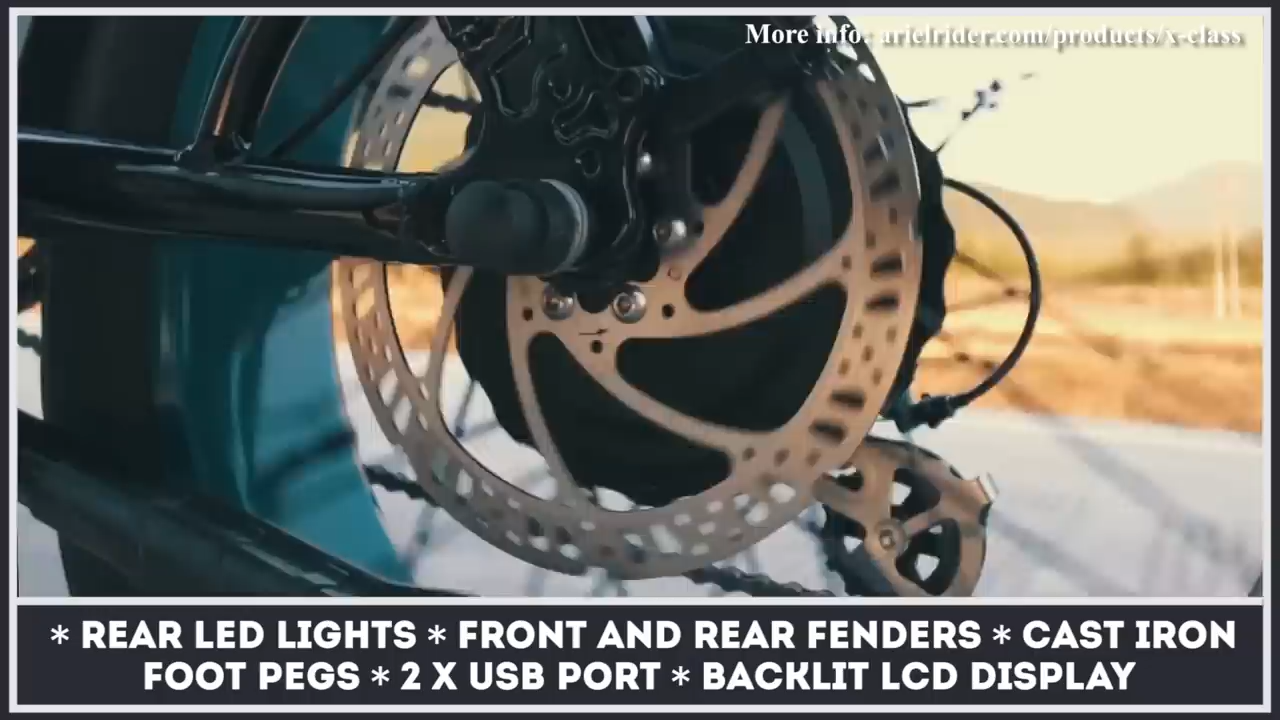 More info: arielrider.com/products/x-class
* REAR LED LIGHTS * FRONT AND REAR FENDERS * CAST IRON
FOOT PEGS * 2 X USB PORT * BACKLIT LCD DISPLAY